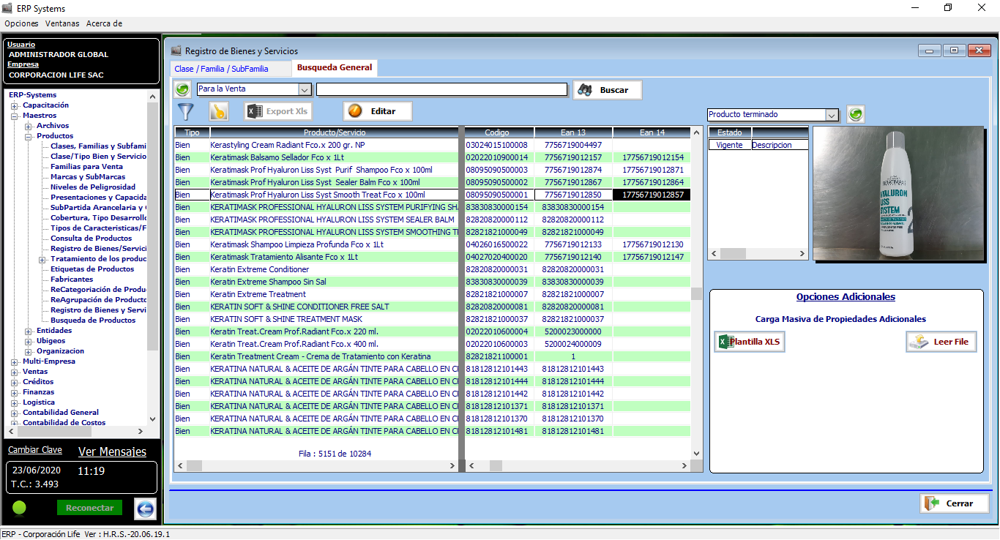 ERP Systems
Opciones Ventanas Acerca de
Usuario
ADMINISTRADOR GLOBAL
Empresa
CORPORACION LIFE SAC
ERP-Systems
Capacitación
Maestros
Archivos
Productos
Clases, Familias y Subfami
Clase/Tipo Bien y Servicio
Familias para Venta
Marcas y SubMarcas
Niveles de Peligrosidad
Presentaciones y Capacida
SubPartida Arancelaria y
Cobertura, Tipo Desarroll
Tipos de Caracteristicas/F
Consulta de Productos
Registro de Bienes/Servici
Tratamiento de los produc
Etiquetas de Productos
Fabricantes
ReCategoriación de Produ
ReAgrupación de Product
Registro de Bienes y Servi
Busqueda de Productos
Entidades
Ubigeos
Organizacion
Multi-Empresa
Ventas
Créditos
Finanzas
Logistica
Contabilidad General
Contabilidad de Costos
Cambiar Clave Ver Mensajes
23/06/2020 11:19
T.C.: 3.493
Reconectar
Registro de Bienes y Servicios
Clase / Familia / SubFamilia Busqueda General
Para la Venta Buscar
Export Xls Editar
Tipo Producto/Servicio Codigo Ean 13 Ean 14
Bien Kerastyling Cream Radiant Fco.x 200 gr. NP 03024015100008 7756719004497
Bien Keratimask Balsamo Sellador Fco x 1Lt 02022010900014 7756719012157 17756719012154
Bien Keratimask Prof Hyaluron Liss Syst Purif Shampoo Fco x 100ml 08095090500003 7756719012874 17756719012871
Bien Keratimask Prof Hyaluron Liss Syst Sealer Balm Fco x 100ml 08095090500002 7756719012867 17756719012864
Bien Keratimask Prof Hyaluron Liss Syst Smooth Treat Fco x 100ml 08095090500001 7756719012850 17756719012857
Bien KERATIMASK PROFESSIONAL HYALURON LISS SYSTEM PURIFYING SHA 83830830000154 83830830000154
Bien KERATIMASK PROFESSIONAL HYALURON LISS SYSTEM SEALER BALM 82820820000112 82820820000112
Bien KERATIMASK PROFESSIONAL HYALURON LISS SYSTEM SMOOTHING T 82821821000049 82821821000049
Bien Keratimask Shampoo Limpieza Profunda Fco x 1Lt 04026016500022 7756719012133 17756719012130
Bien Keratimask Tratamiento Alisante Fco x 1Lt 04027020400020 7756719012140 17756719012147
Bien Keratin Extreme Conditioner 82820820000031 82820820000031
Bien Keratin Extreme Shampoo Sin Sal 83830830000039 83830830000039
Bien Keratin Extreme Treatment 82821821000007 82821821000007
Bien KERATIN SOFT & SHINE CONDITIONER FREE SALT 82820820000081 82820820000081
Bien KERATIN SOFT & SHINE TREATMENT MASK 82821821000037 82821821000037
Bien Keratin Treat.Cream Prof.Radiant Fco.x 220 ml. 02022010600004 5200023000000
Bien Keratin Treat.Cream Prof.Radiant Fco.x 400 ml. 02022010600003 5200024000009
Bien Keratin Treatment Cream - Crema de Tratamiento con Keratina 82821821100001 1
Bien KERATINA NATURAL & ACEITE DE ARGÁN TINTE PARA CABELLO EN C 81812812101443 81812812101443
Bien KERATINA NATURAL & ACEITE DE ARGÁN TINTE PARA CABELLO EN C 81812812101444 81812812101444
Bien KERATINA NATURAL & ACEITE DE ARGÁN TINTE PARA CABELLO EN C 81812812101442 81812812101442
Bien KERATINA NATURAL & ACEITE DE ARGÁN TINTE PARA CABELLO EN C 81812812101371 81812812101371
Bien KERATINA NATURAL & ACEITE DE ARGÁN TINTE PARA CABELLO EN C 81812812101370 81812812101370
Bien KERATINA NATURAL & ACEITE DE ARGÁN TINTE PARA CABELLO EN C 81812812101481 81812812101481
Fila : 5151 de 10284
Producto terminado
Estado
Vigente Descripcion
KERATIMASK
HYALURON
LISS
SYSTEM
2
Opciones Adicionales
Carga Masiva de Propiedades Adicionales
Plantilla XLS Leer File
Cerrar
ERP - Corporación Life Ver : H.R.S.-20.06.19.1